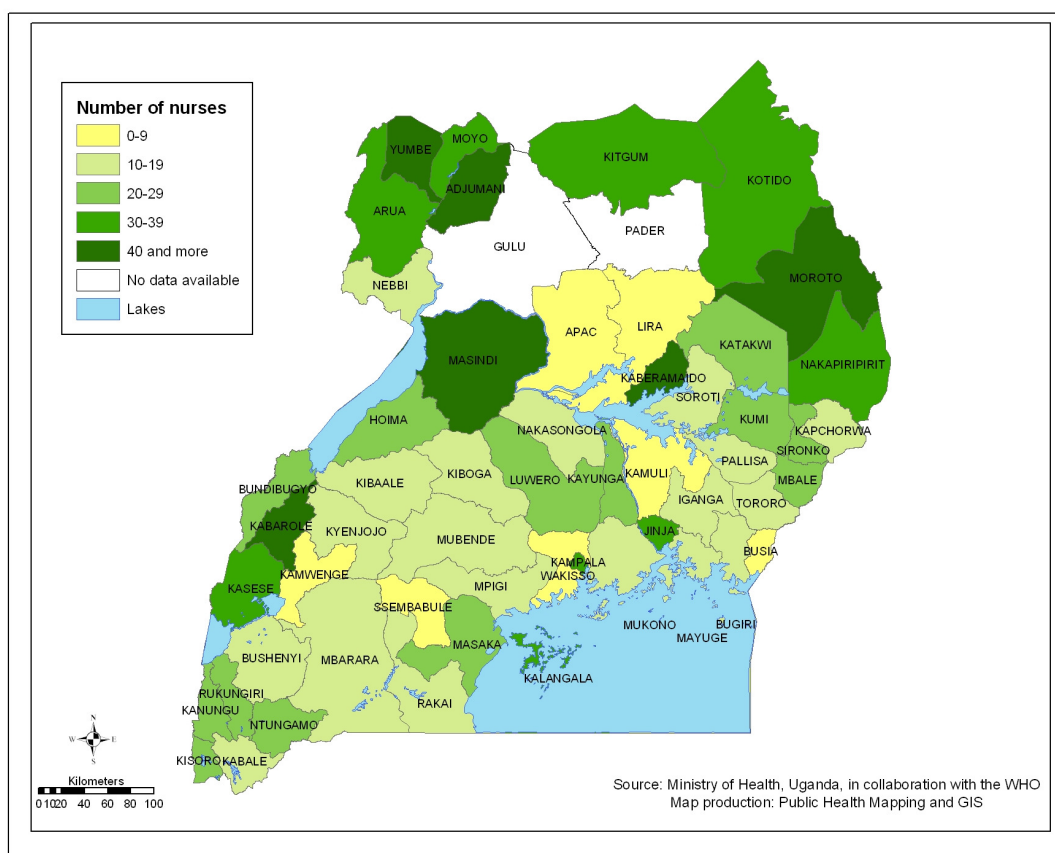 Number of nurses
0-9
10-19
20-29
30-39
40 and more
No data available
Lakes
YUMBE
MOYO
ADJUMANI
ARUA
NEBBI
GULU
KITGUM
PADER
KOTIDO
MOROTO
NAKAPIRIPIRIT
APAC
LIRA
MASINDI
KATAKWI
KABERAMAIDO
SOROTI
HOIMA
NAKASONGOLA
KUMI
KAPCHORWA
SIRONKO
PALLISA
MBALE
KIBOGA
KIBAALE
LUWERO
KAYUNGA
KAMULI
IGANGA
TORORO
BUNDIBUGYO
KABAROLE
KYENJOJO
MUBENDE
JINJA
BUSIA
KAMPALA
WAKISSO
KAMWENGE
KASESE
MPIGI
SSEMBABULE
MASAKA
MUKONO
MAYUGE
BUGIRI
BUSHENYI
MBARARA
KALANGALA
RAKAI
RUKUNGIRI
KANUNGU
NTUNGAMO
KISORO
KABALE
N
W E
S
Kilometers
0 10 20 40 60 80 100
Source: Ministry of Health, Uganda, in collaboration with the WHO
Map production: Public Health Mapping and GIS